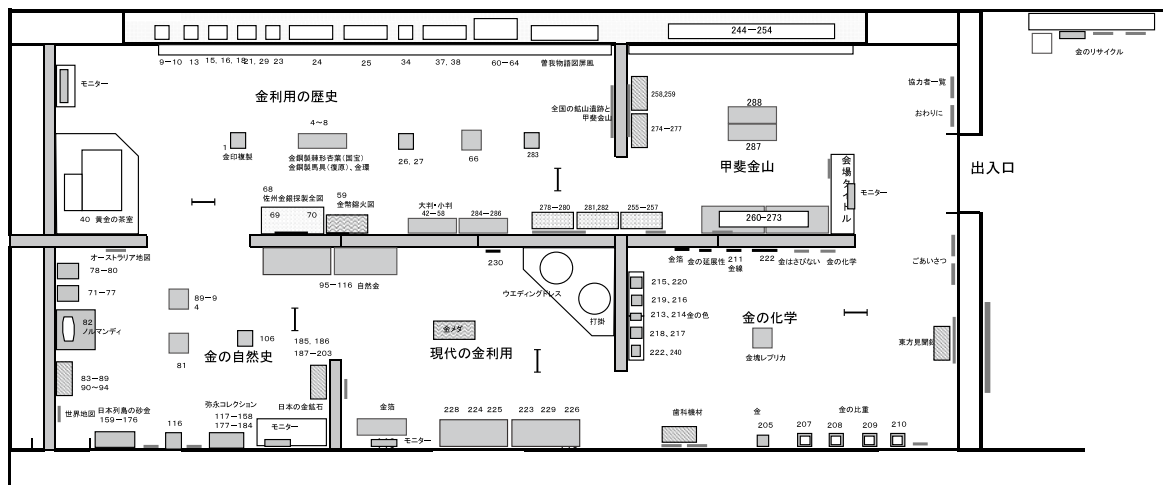 244−254
金のリサイクル
9−10
13
15, 16, 18
21, 29
23
24
25
34
37, 38
60−64
曽我物語図屏風
モニター
金利用の歴史
全国の鉱山遺跡と
甲斐金山
258,259
274−277
288
287
甲斐金山
協力者一覧
おわりに
出入口
4〜8
1
金印複製
金銅製棘形杏葉(国宝)
金銅製馬具(復原)、金環
26, 27
66
283
会場タイトル
モニター
40 黄金の茶室
68
佐州金銀採製全図
69
70
59
金幣鎔火図
大判・小判
42−58
284−286
278−280
281,282
255−257
260−273
オーストラリア地図
78−80
71−77
82
ノルマンディ
83−89
90〜94
世界地図
89−9
4
81
106
金の自然史
95−116 自然金
185, 186
187−203
日本の金鉱石
日本列島の砂金
159−176
116
弥永コレクション
117−158
177−184
モニター
230
ウエディングドレス
打掛
金メダ
現代の金利用
金箔
モニター
228
224
225
223
229
226
金箔
金の延展性
211
金線
222
金はさびない
金の化学
215、220
219、216
213、214金の色
218、217
222、240
金の化学
金塊レプリカ
ごあいさつ
東方見聞録
歯科機材
金
205
金の比重
207
208
209
210